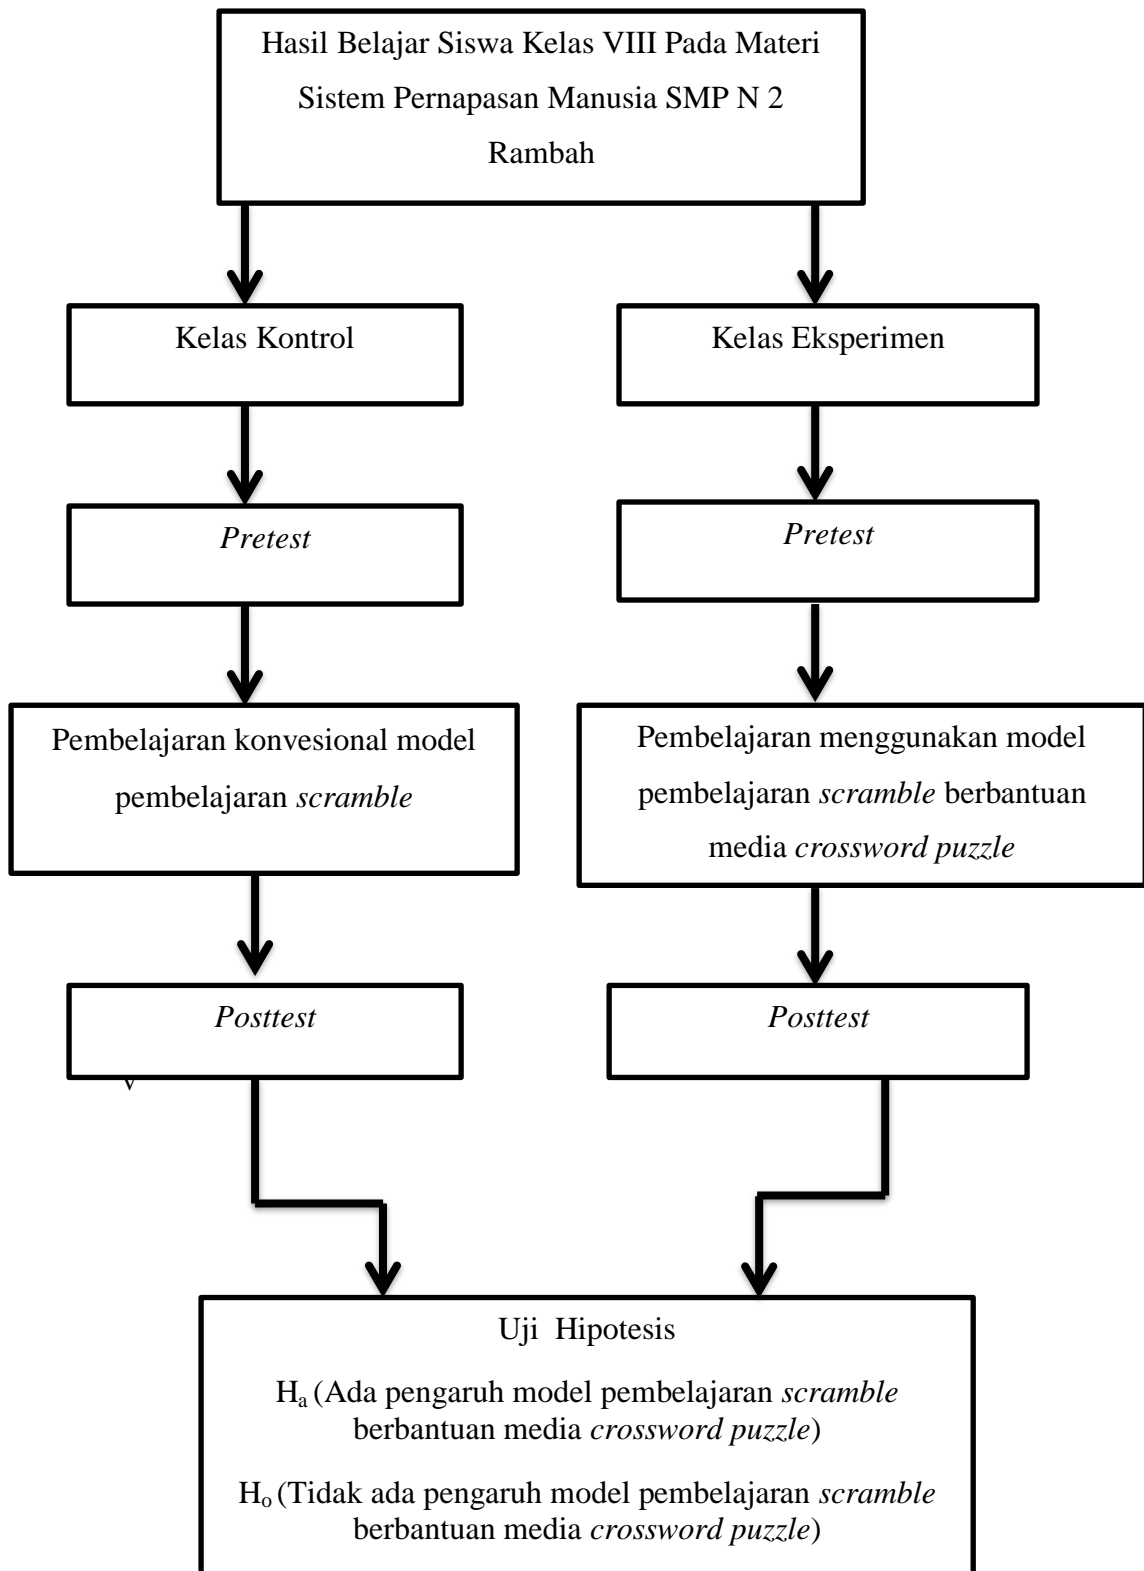 Hasil Belajar Siswa Kelas VIII Pada Materi
Sistem Pernapasan Manusia SMP N 2
Rambah
Kelas Kontrol
Kelas Eksperimen
Pretest
Pretest
Pembelajaran konvesional model
pembelajaran scramble
Pembelajaran menggunakan model
pembelajaran scramble berbantuan
media crossword puzzle
Posttest
Posttest
Uji Hipotesis
Ha (Ada pengaruh model pembelajaran scramble
berbantuan media crossword puzzle)
Ho (Tidak ada pengaruh model pembelajaran scramble
berbantuan media crossword puzzle)